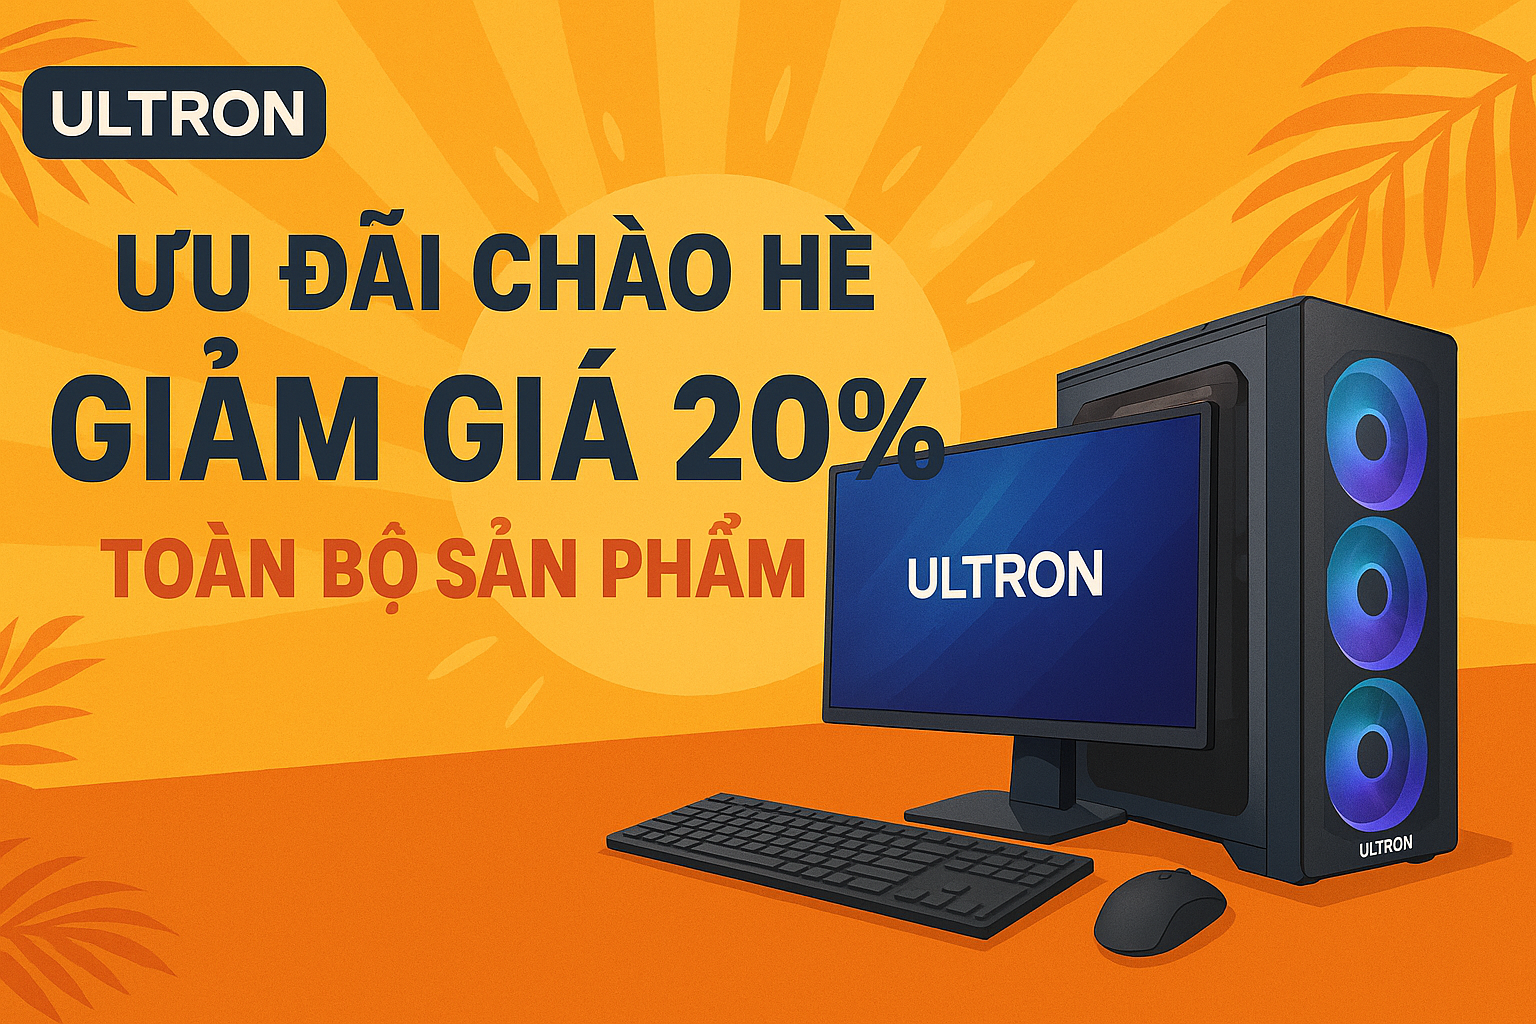 ULTRON
ƯU ĐÃI CHÀO HÈ
GIẢM GIÁ 20%
TOÀN BỘ SẢN PHẨM
ULTRON
ULTRON